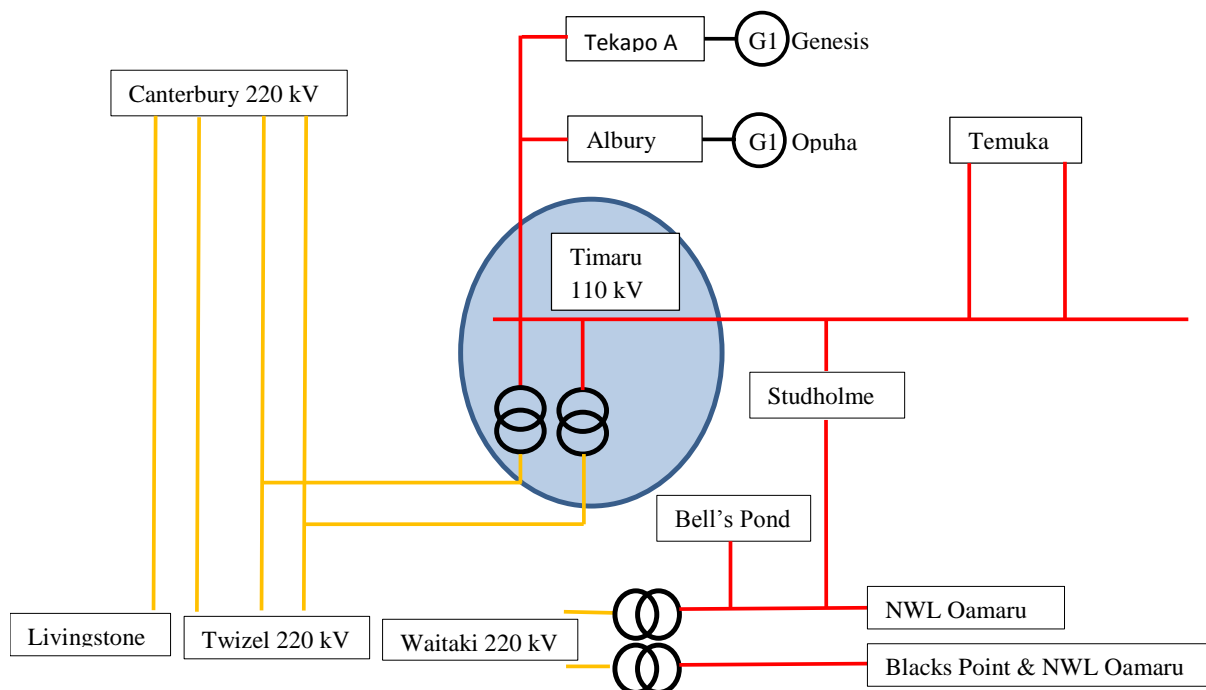 Tekapo A
G1
Genesis
Canterbury 220 kV
Albury
G1
Opuha
Temuka
Timaru
110 kV
Studholme
Bell’s Pond
NWL Oamaru
Livingstone
Twizel 220 kV
Waitaki 220 kV
Blacks Point & NWL Oamaru